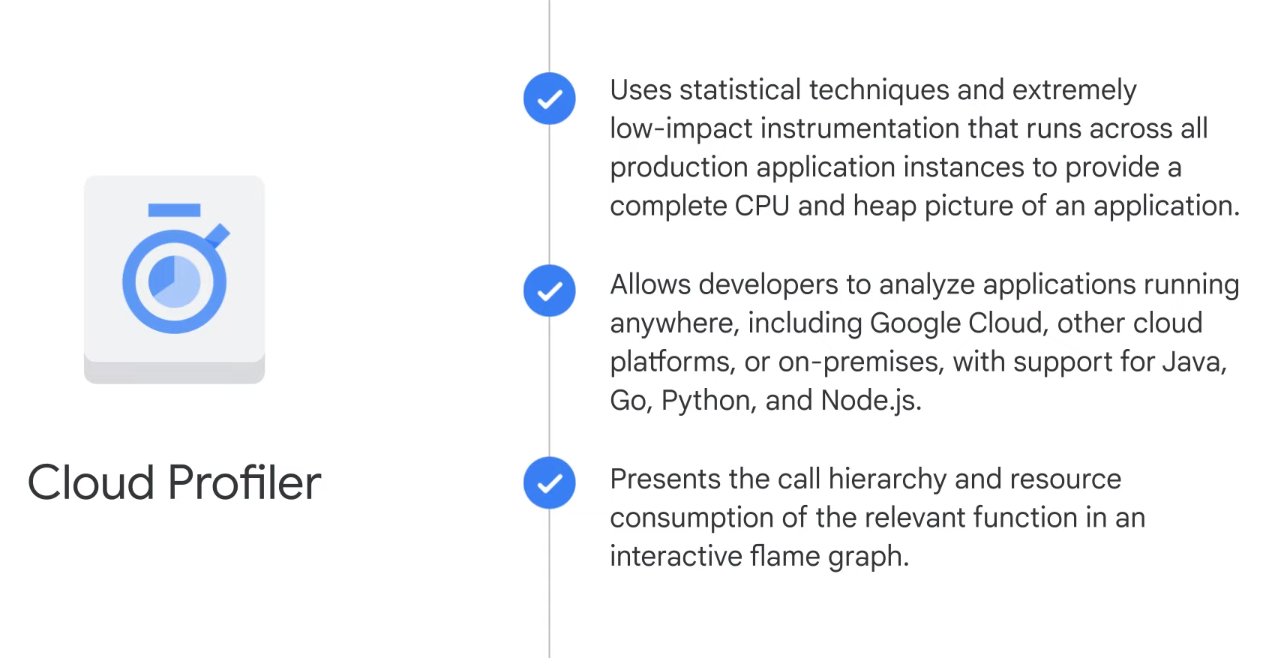 Cloud Profiler
Uses statistical techniques and extremely
low-impact instrumentation that runs across all
production application instances to provide a
complete CPU and heap picture of an application.
Allows developers to analyze applications running
anywhere, including Google Cloud, other cloud
platforms, or on-premises, with support for Java,
Go, Python, and Node.js.
Presents the call hierarchy and resource
consumption of the relevant function in an
interactive flame graph.